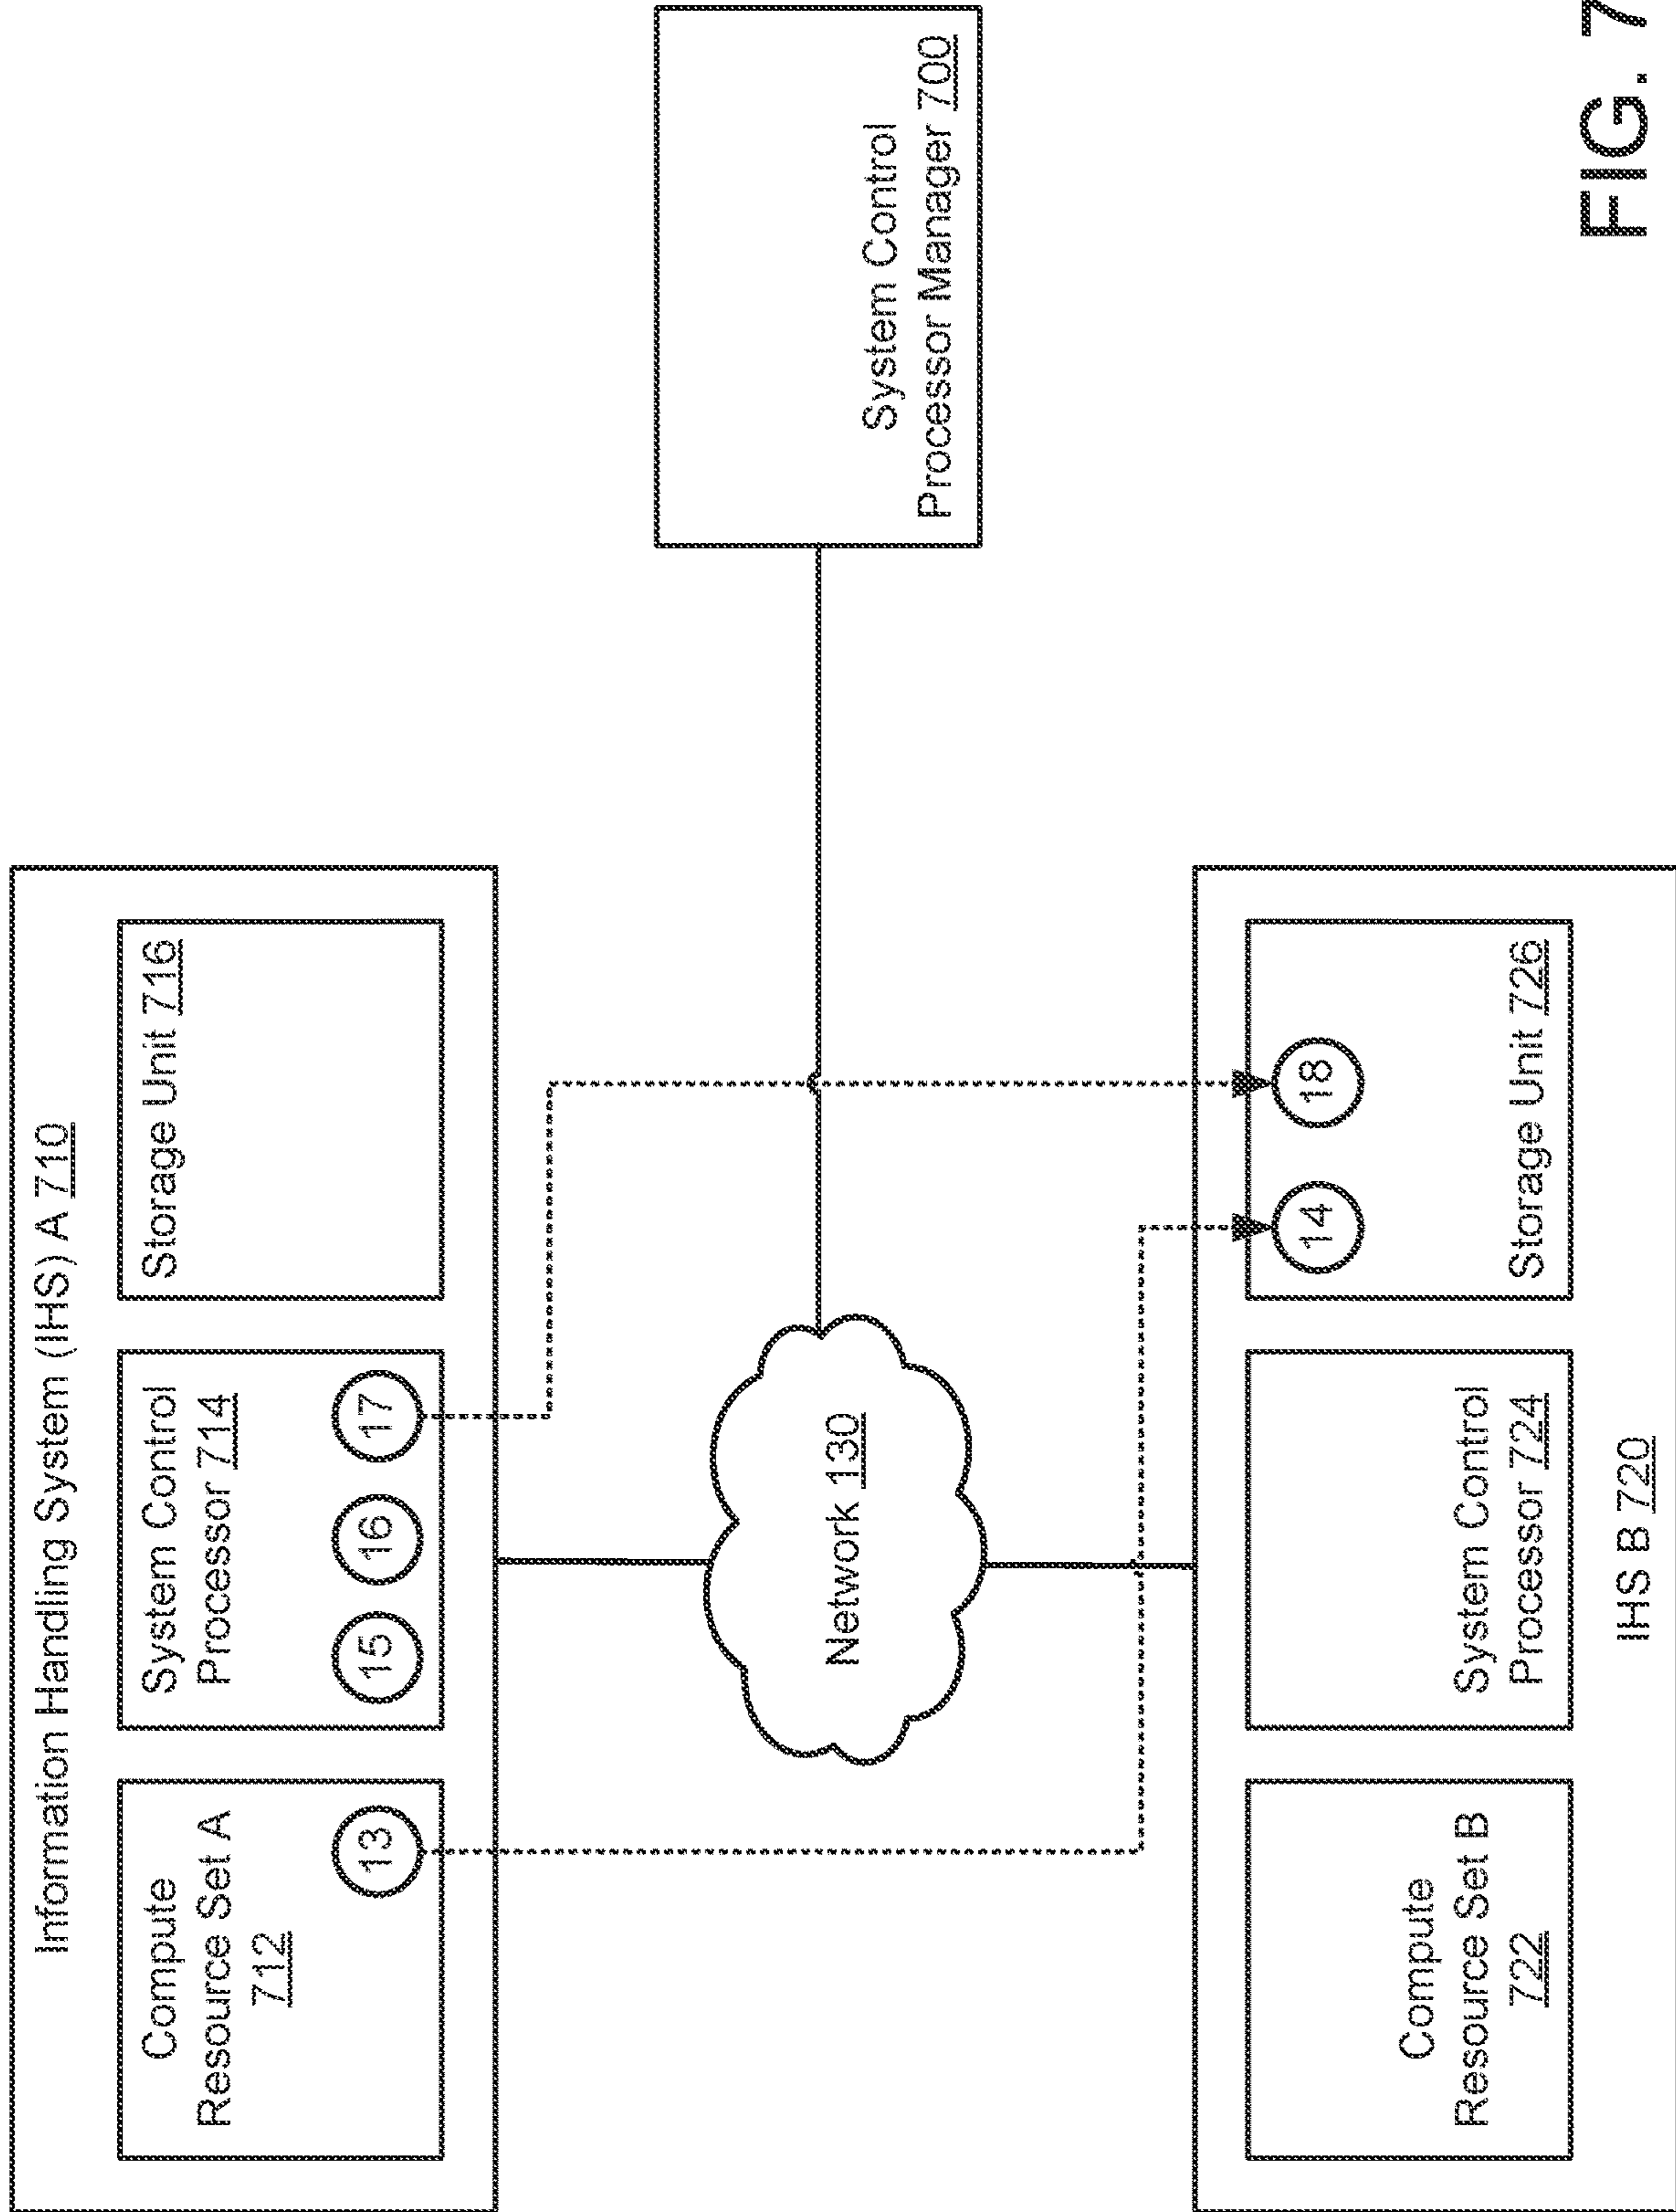 Information Handling System (IHS) A 710
Compute
Resource Set A
712
13
System Control
Processor 714
15
16
17
Storage Unit 716
Network 130
System Control
Processor Manager 700
Compute
Resource Set B
722
System Control
Processor 724
14
18
Storage Unit 726
IHS B 720
FIG. 7